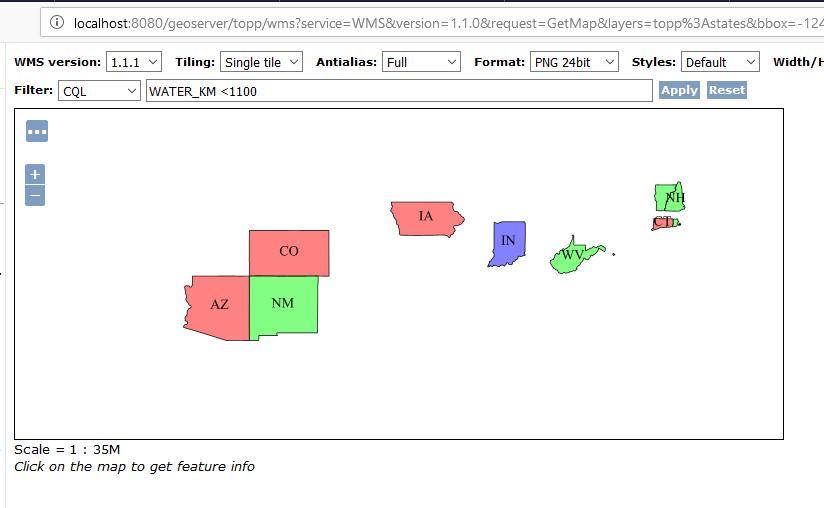 localhost:8080/geoserver/topp/wms?service=WMS&version=1.1.0&request=GetMap&layers=topp%3Astates&bbox=-124
WMS version: 1.1.1 Tiling: Single tile Antialias: Full Format: PNG 24bit Styles: Default Width/H
Filter: CQL WATER_KM <1100 Apply Reset
...
+
−
NH
IA
CT
IN
CO
WV
AZ
NM
Scale = 1 : 35M
Click on the map to get feature info